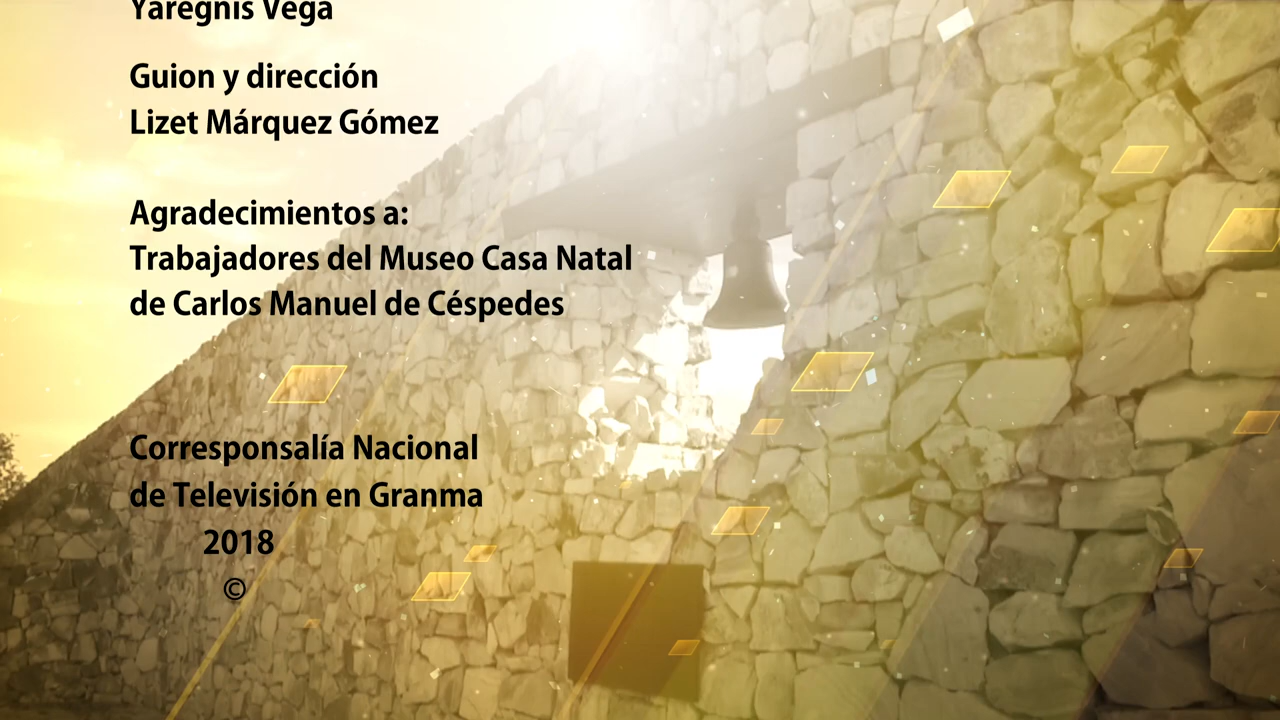 Yaregnis Vega
Guion y dirección
Lizet Márquez Gómez
Agradecimientos a:
Trabajadores del Museo Casa Natal
de Carlos Manuel de Céspedes
Corresponsalía Nacional
de Televisión en Granma
2018
©